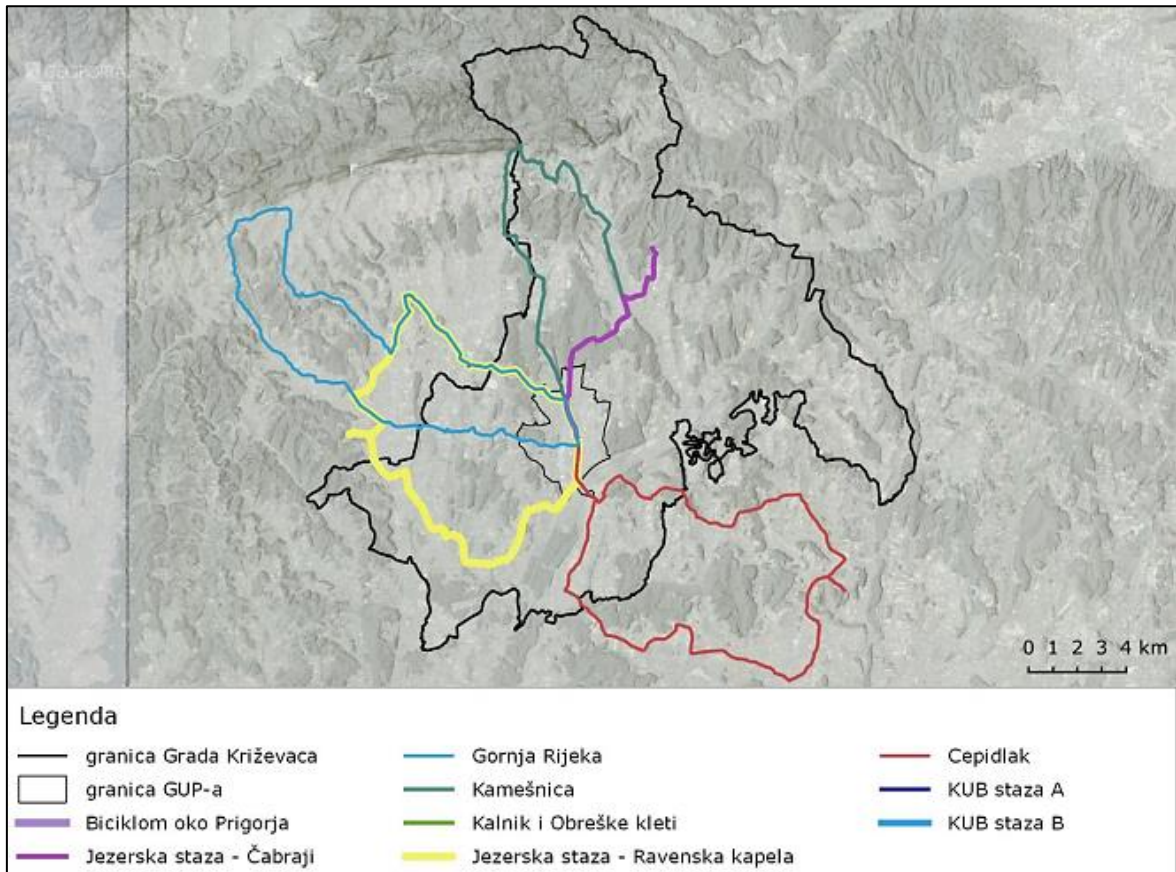 0 1 2 3 4 km
Legenda
granica Grada Križevaca
granica GUP-a
Biciklom oko Prigorja
Jezerska staza - Čabraji
Gornja Rijeka
Kamešnica
Kalnik i Obreške kleti
Jezerska staza - Ravenska kapela
Cepidlak
KUB staza A
KUB staza B